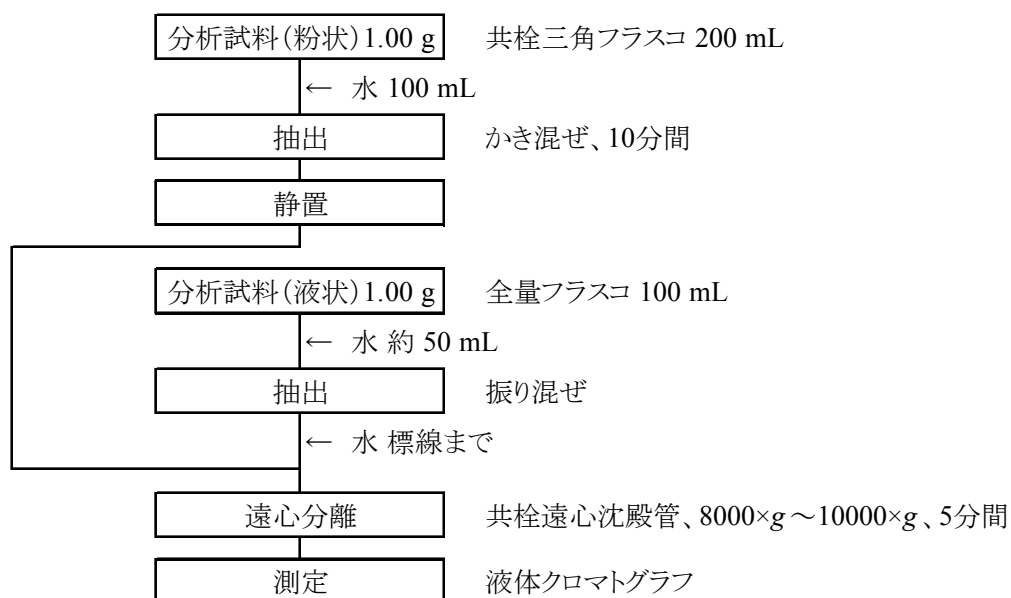 分析試料(粉状)1.00 g 共栓三角フラスコ 200 mL
← 水 100 mL
抽出 かき混ぜ、10分間
静置
分析試料(液状)1.00 g 全量フラスコ 100 mL
← 水 約 50 mL
抽出 振り混ぜ
← 水 標線まで
遠心分離 共栓遠心沈殿管、8000×g～10000×g、5分間
測定 液体クロマトグラフ